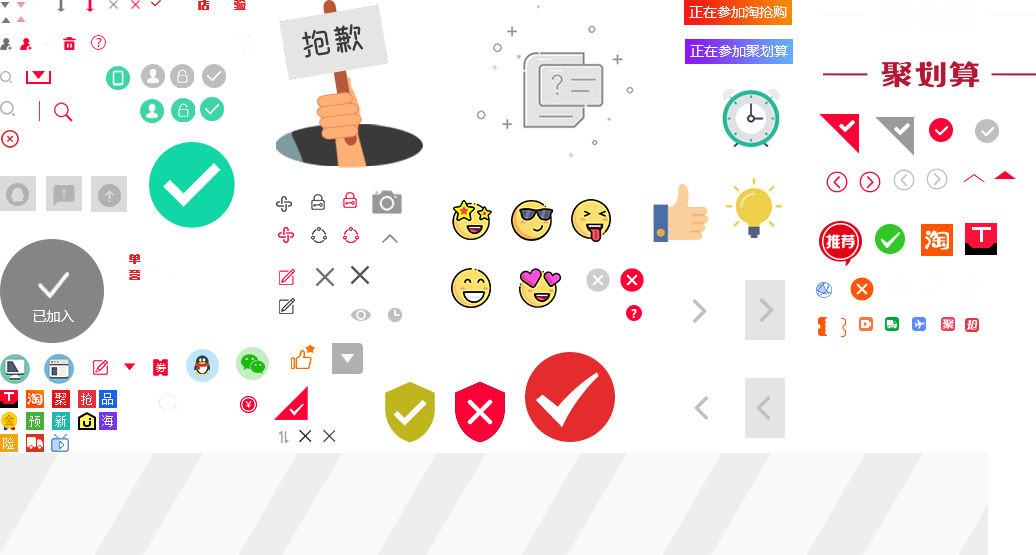 店 验
抱歉
正在参加淘抢购
正在参加聚划算
聚划算
单
已加入
推荐
淘
券
淘 聚 抢 品
金 预 新 海
险
聚 抢